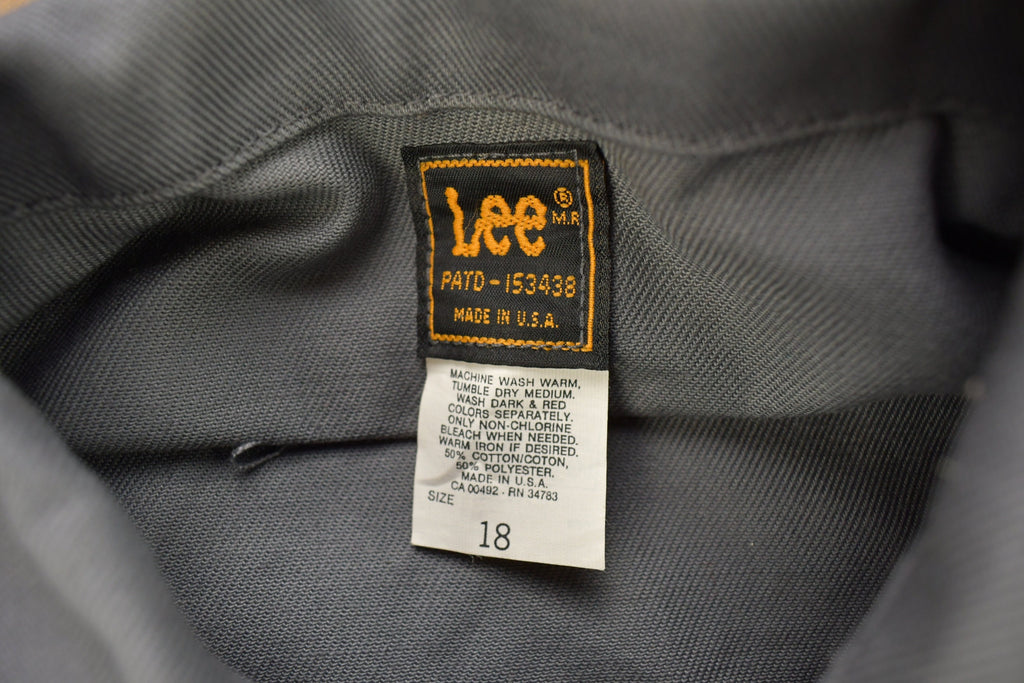 Lee ®
M.R.
PATD-153438
MADE IN U.S.A.
MACHINE WASH WARM,
TUMBLE DRY MEDIUM.
WASH DARK & RED
COLORS SEPARATELY.
ONLY NON-CHLORINE
BLEACH WHEN NEEDED.
WARM IRON IF DESIRED.
50% COTTON/COTON,
50% POLYESTER.
MADE IN U.S.A.
CA 00492 - RN 34783
SIZE
18